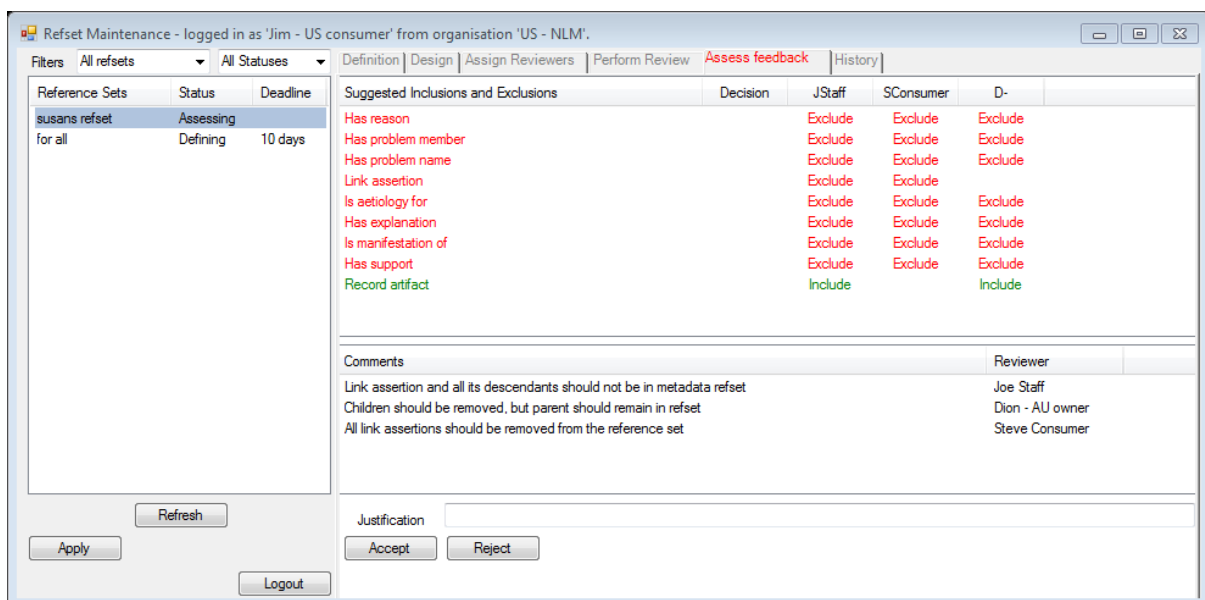 Refset Maintenance - logged in as 'Jim - US consumer' from organisation 'US - NLM'.
Filters All refsets All Statuses Definition Design Assign Reviewers Perform Review Assess feedback History
Reference Sets Status Deadline Suggested Inclusions and Exclusions Decision JStaff SConsumer D-
susans refset Assessing Has reason Exclude Exclude Exclude
for all Defining 10 days Has problem member Exclude Exclude Exclude
Has problem name Exclude Exclude Exclude
Link assertion Exclude Exclude
Is aetiology for Exclude Exclude Exclude
Has explanation Exclude Exclude Exclude
Is manifestation of Exclude Exclude Exclude
Has support Exclude Exclude Exclude
Record artifact Include Include
Comments Reviewer
Link assertion and all its descendants should not be in metadata refset Joe Staff
Children should be removed, but parent should remain in refset Dion - AU owner
All link assertions should be removed from the reference set Steve Consumer
Refresh Justification
Apply Accept Reject
Logout